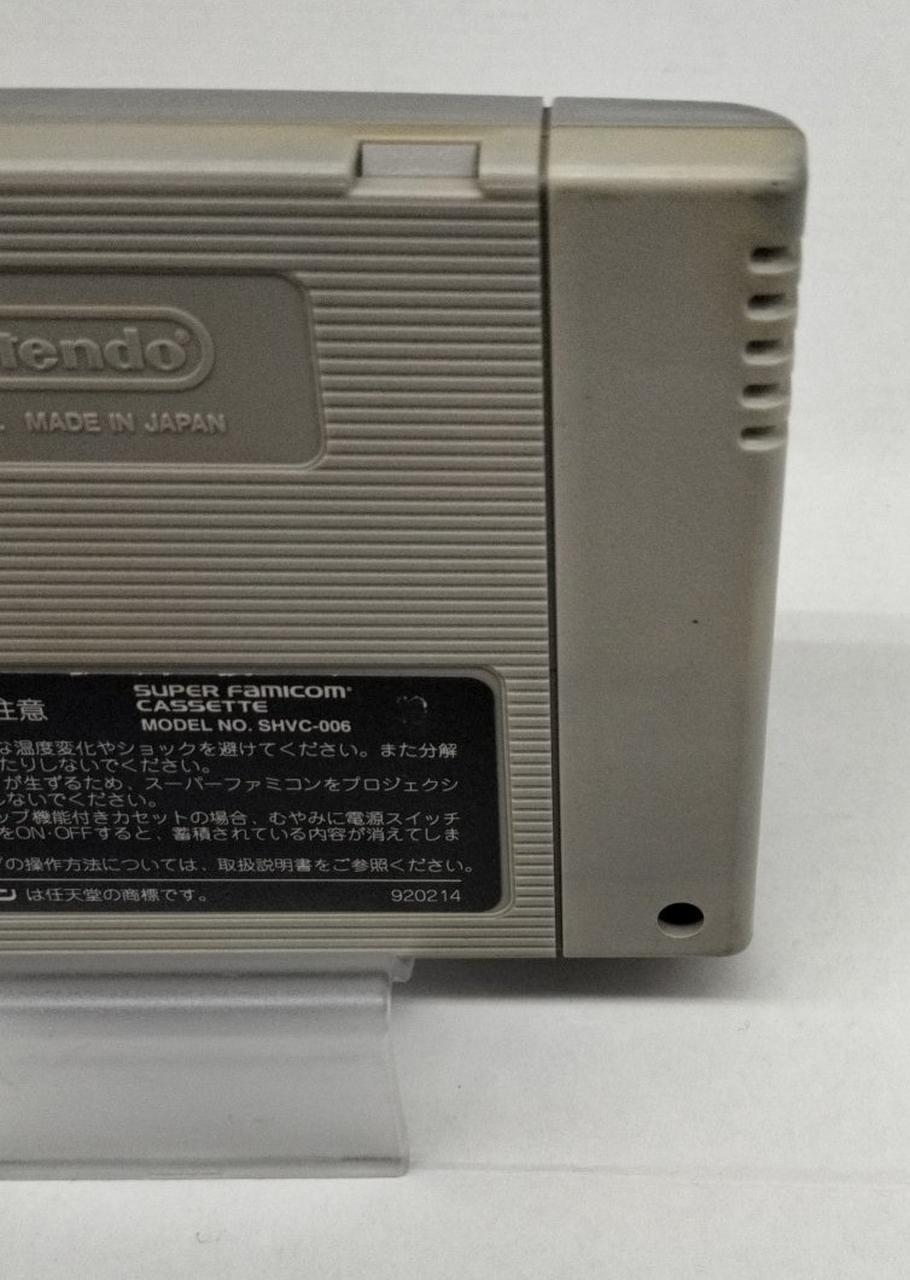 tendo
. MADE IN JAPAN
注意
SUPER FAMICOM
CASSETTE
MODEL NO. SHVC-006
な温度変化やショックを避けてください。また分解
たりしないでください。
が生ずるため、スーパーファミコンをプロジェクシ
しないでください。
ップ機能付きカセットの場合、むやみに電源スイッチ
をON·OFFすると、蓄積されている内容が消えてしま
の操作方法については、取扱説明書をご参照ください。
ン は任天堂の商標です。
920214